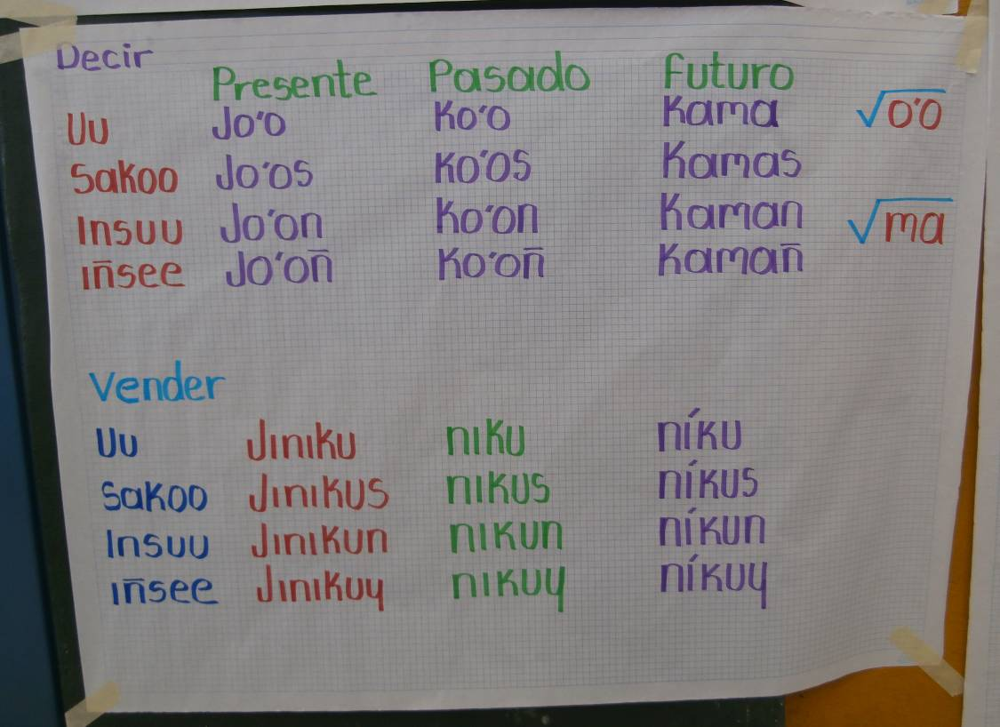 Decir
Presente Pasado Futuro
Uu Jo'o Ko'o Kama √o'o
Sakoo Jo'os Ko'os Kamas
Insuu Jo'on Ko'on Kaman √ma
In̄see Jo'on̄ Ko'on̄ Kaman̄
Vender
Uu Jiniku niku níku
Sakoo Jinikus nikus níkus
Insuu Jinikun nikun níkun
In̄see Jinikuy nikuy níkuy